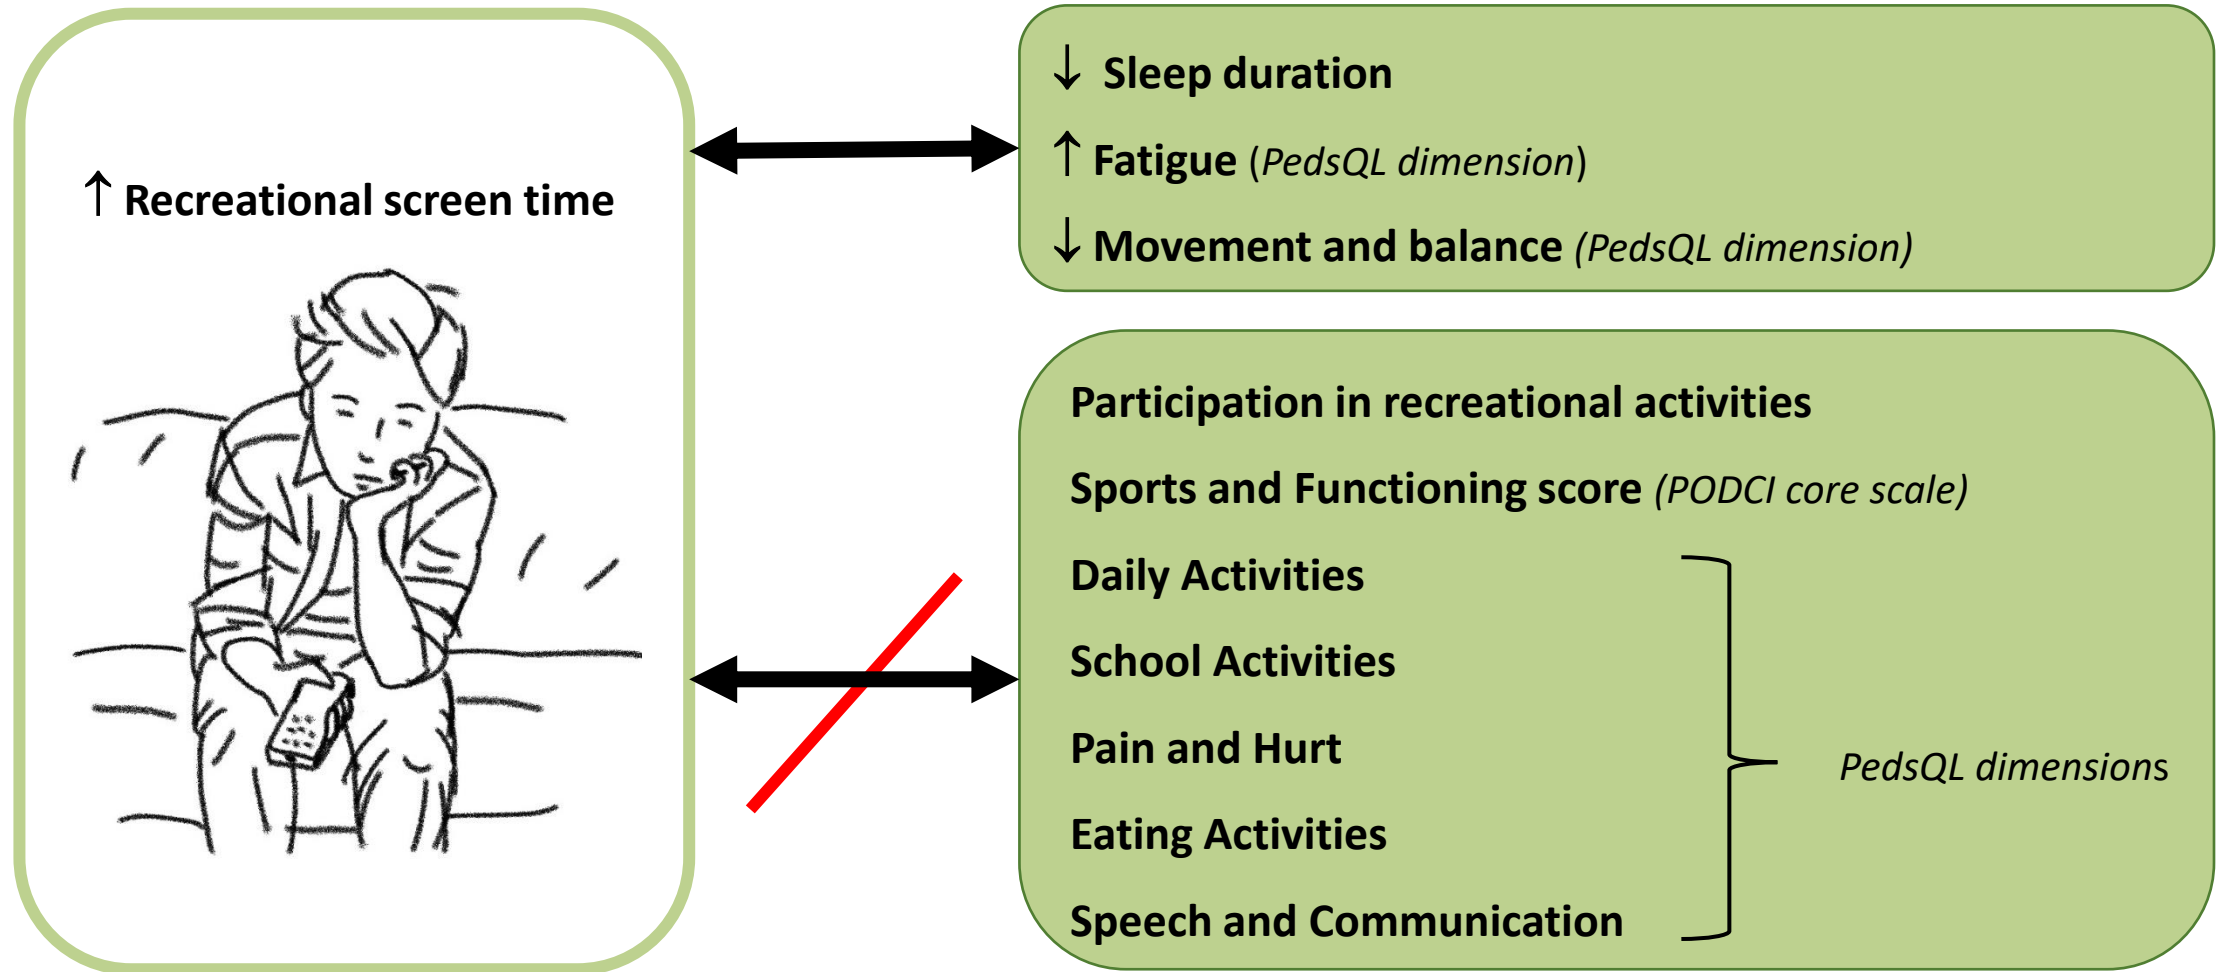 ↑ Recreational screen time
↓ Sleep duration
↑ Fatigue (PedsQL dimension)
↓ Movement and balance (PedsQL dimension)
Participation in recreational activities
Sports and Functioning score (PODCI core scale)
Daily Activities
School Activities
Pain and Hurt
Eating Activities
Speech and Communication
PedsQL dimensions